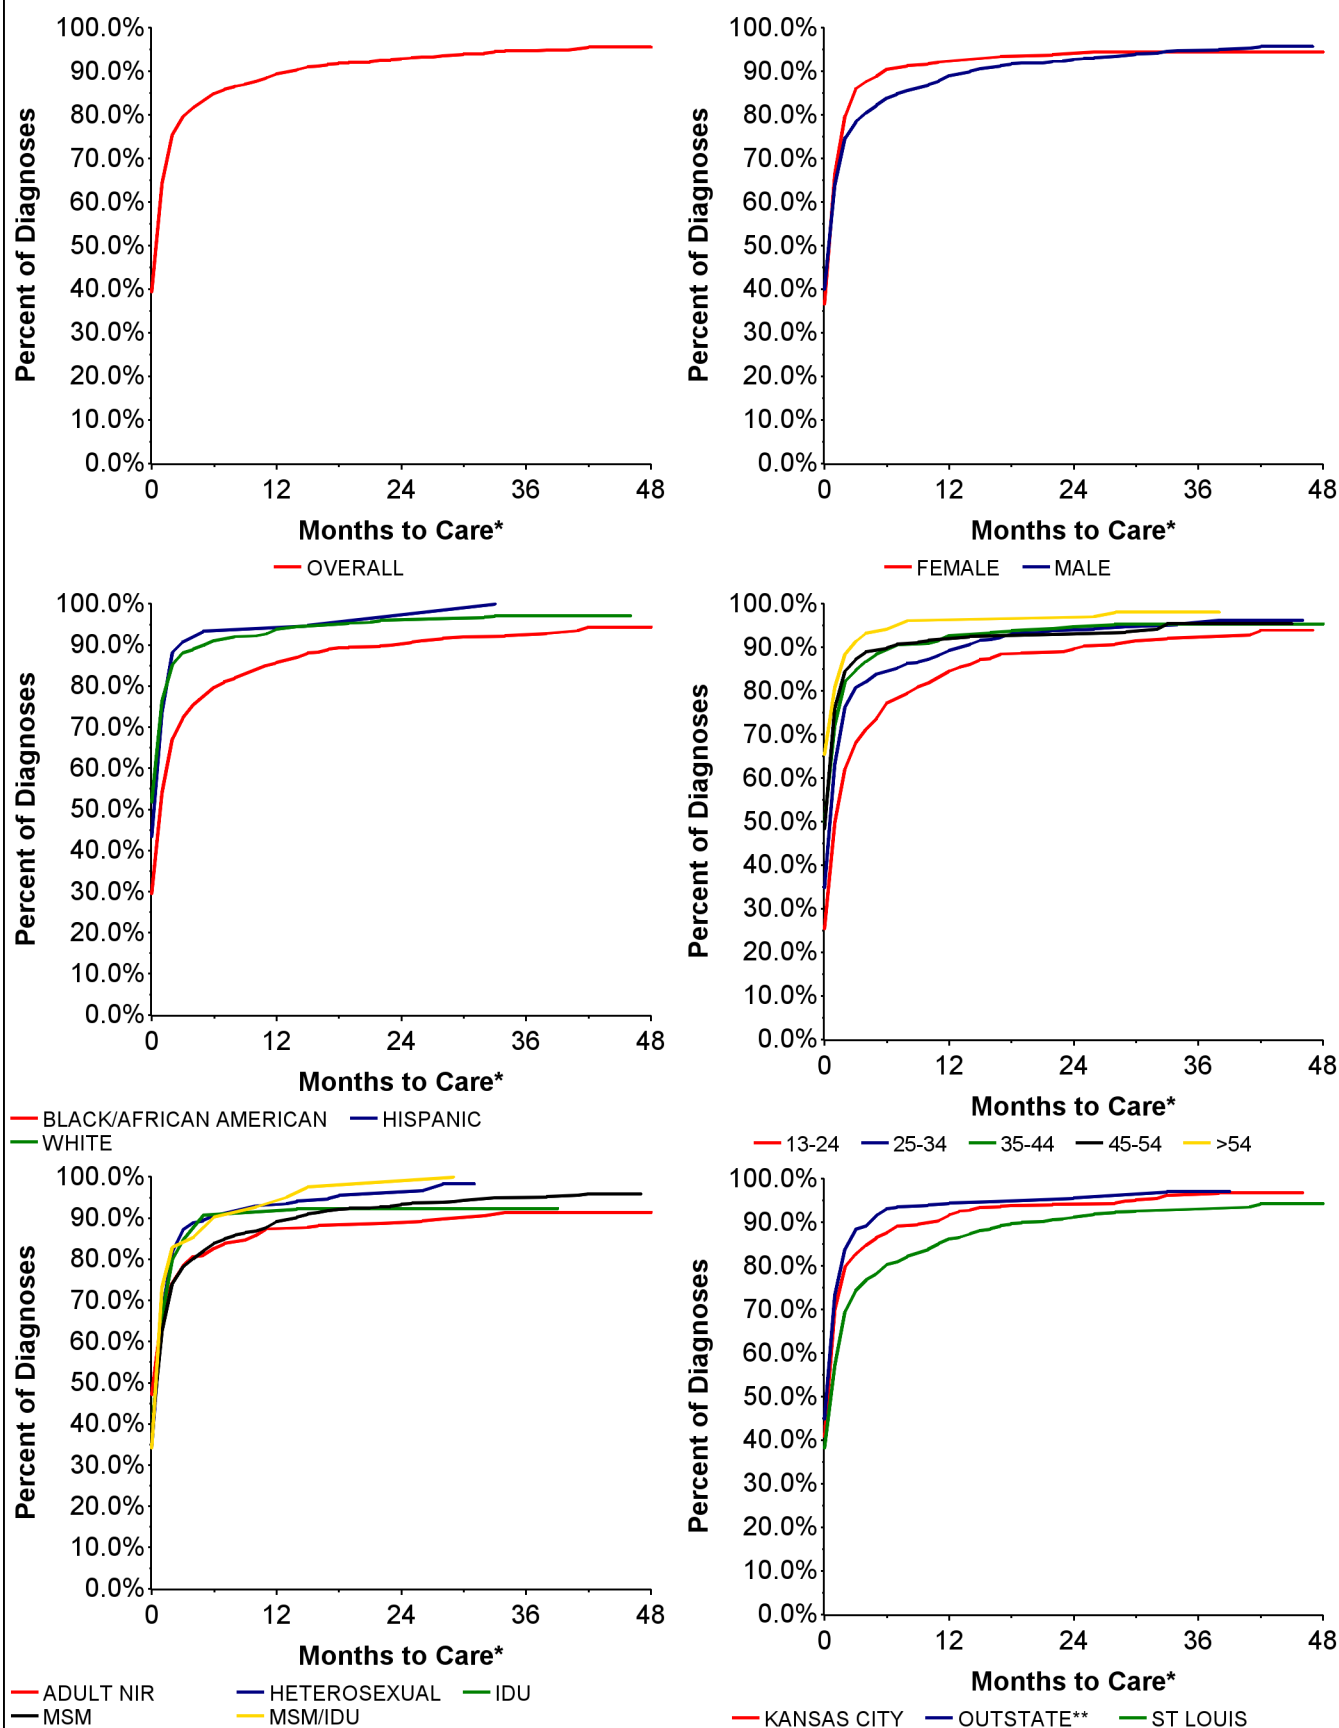 100.0%
90.0%
80.0%
70.0%
60.0%
50.0%
40.0%
30.0%
20.0%
10.0%
0.0%
Percent of Diagnoses
0 12 24 36 48
Months to Care*
OVERALL
100.0%
90.0%
80.0%
70.0%
60.0%
50.0%
40.0%
30.0%
20.0%
10.0%
0.0%
Percent of Diagnoses
0 12 24 36 48
Months to Care*
FEMALE MALE
100.0%
90.0%
80.0%
70.0%
60.0%
50.0%
40.0%
30.0%
20.0%
10.0%
0.0%
Percent of Diagnoses
0 12 24 36 48
Months to Care*
BLACK/AFRICAN AMERICAN HISPANIC
WHITE
100.0%
90.0%
80.0%
70.0%
60.0%
50.0%
40.0%
30.0%
20.0%
10.0%
0.0%
Percent of Diagnoses
0 12 24 36 48
Months to Care*
13-24 25-34 35-44 45-54 >54
100.0%
90.0%
80.0%
70.0%
60.0%
50.0%
40.0%
30.0%
20.0%
10.0%
0.0%
Percent of Diagnoses
0 12 24 36 48
Months to Care*
ADULT NIR HETEROSEXUAL IDU
MSM MSM/IDU
100.0%
90.0%
80.0%
70.0%
60.0%
50.0%
40.0%
30.0%
20.0%
10.0%
0.0%
Percent of Diagnoses
0 12 24 36 48
Months to Care*
KANSAS CITY OUTSTATE** ST LOUIS